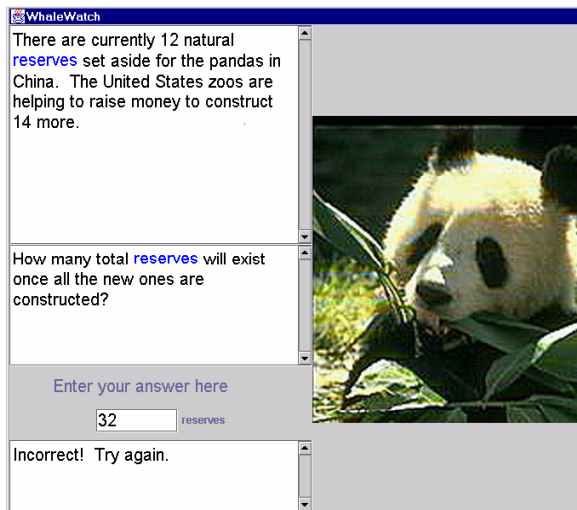 WhaleWatch
There are currently 12 natural
reserves set aside for the pandas in
China.  The United States zoos are
helping to raise money to construct
14 more.
How many total reserves will exist
once all the new ones are
constructed?
Enter your answer here
32 reserves
Incorrect!  Try again.